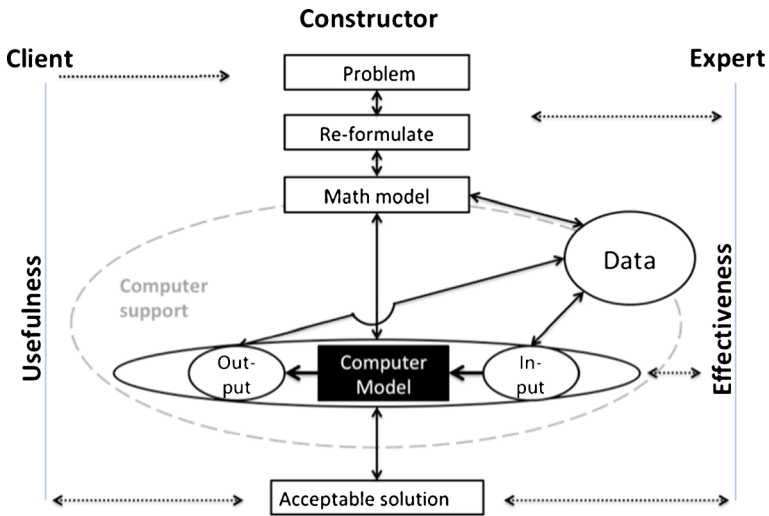 Constructor
Client
Expert
Problem
Re-formulate
Math model
Data
Computer
support
Usefulness
Effectiveness
Out-
put
Computer
Model
In-
put
Acceptable solution